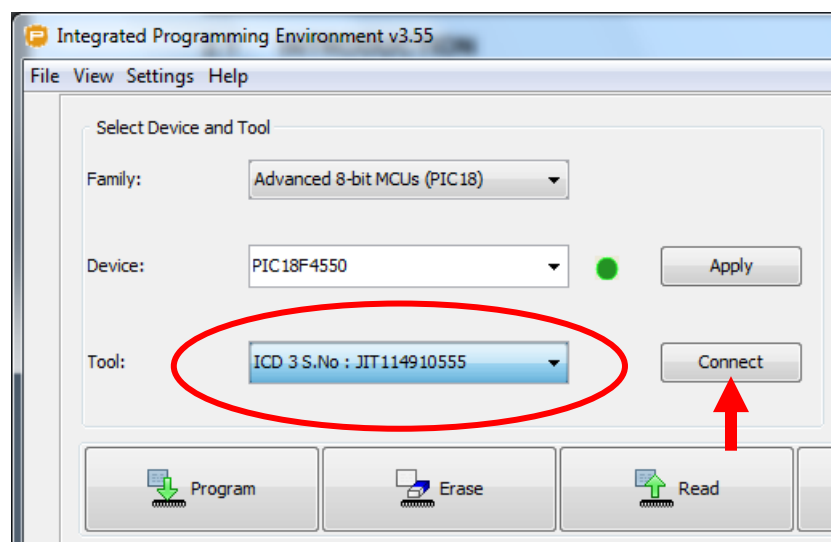 Integrated Programming Environment v3.55
File View Settings Help
Select Device and Tool
Family: Advanced 8-bit MCUs (PIC18)
Device: PIC18F4550 Apply
Tool: ICD 3 S.No : JIT114910555 Connect
Program Erase Read